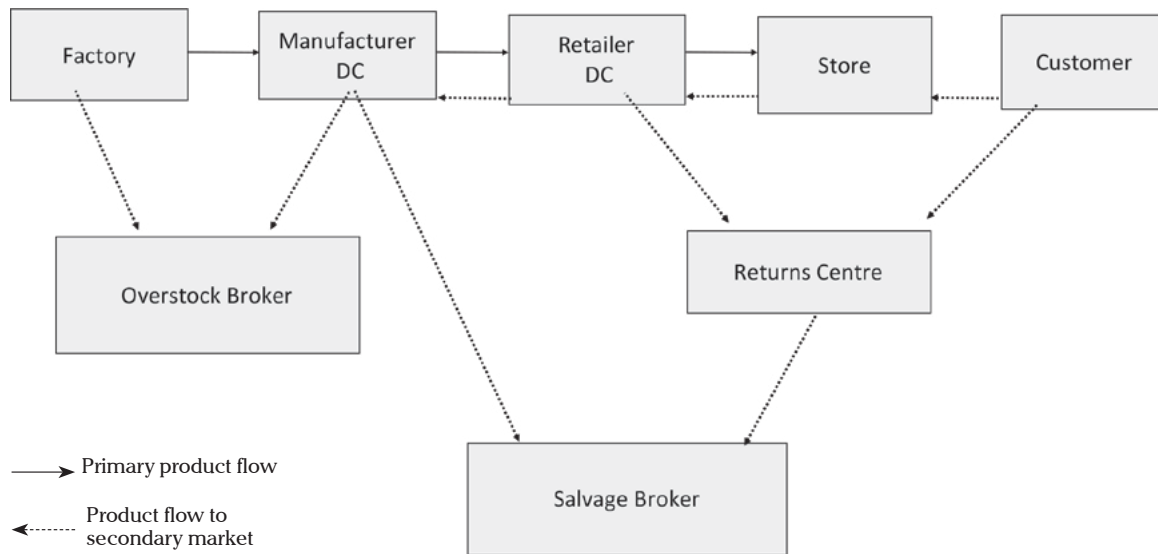 Factory
Manufacturer
DC
Retailer
DC
Store
Customer
Overstock Broker
Returns Centre
Salvage Broker
Primary product flow
Product flow to
secondary market